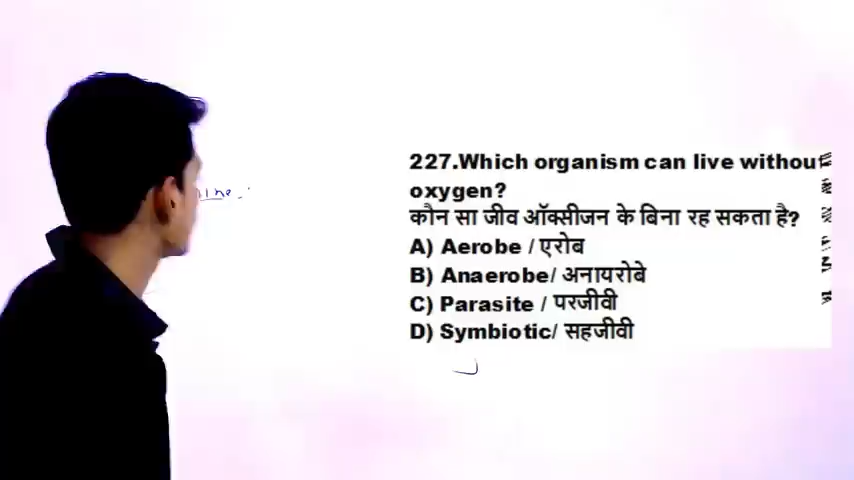 227.Which organism can live without
oxygen?
कौन सा जीव ऑक्सीजन के बिना रह सकता है?
A) Aerobe / एरोब
B) Anaerobe/ अनायरोबे
C) Parasite / परजीवी
D) Symbiotic/ सहजीवी